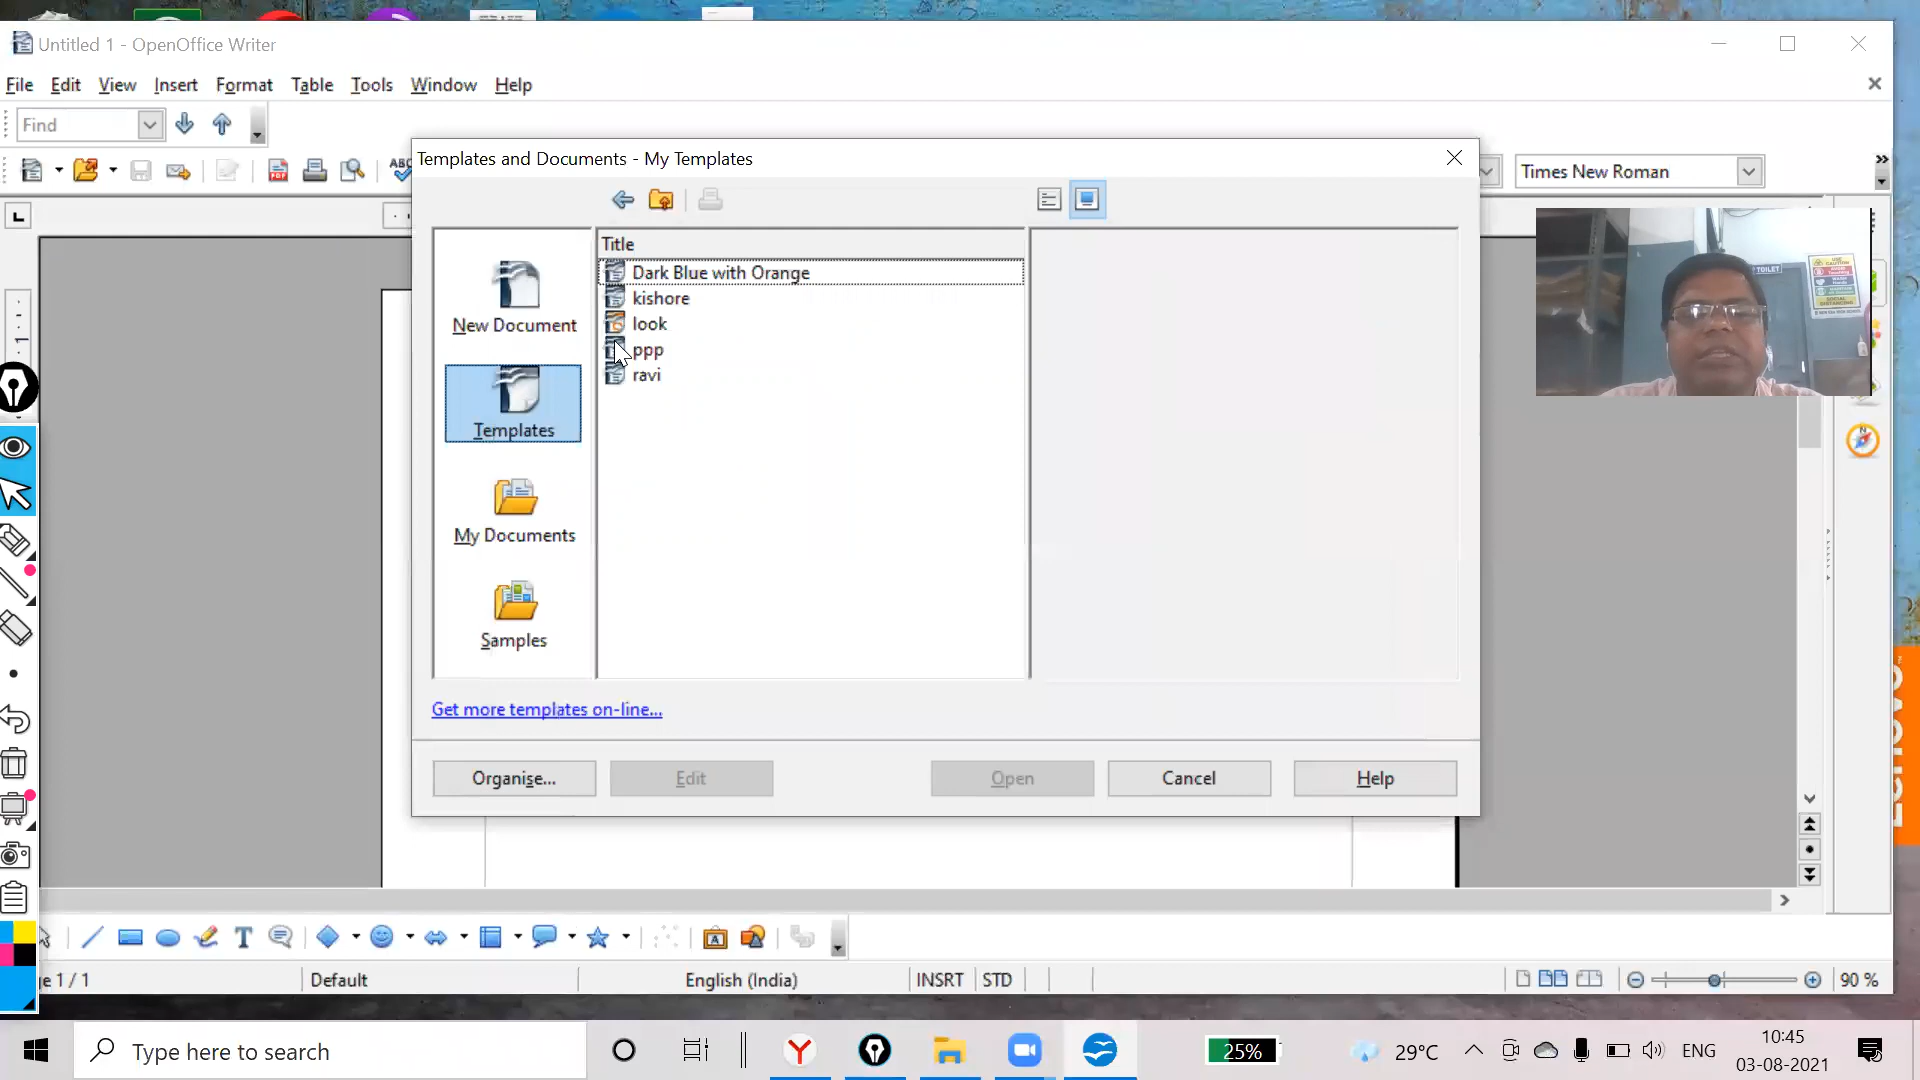 Untitled 1 - OpenOffice Writer
File Edit View Insert Format Table Tools Window Help
Find
Times New Roman
Templates and Documents - My Templates
Title
Dark Blue with Orange
kishore
look
ppp
ravi
New Document
Templates
My Documents
Samples
Get more templates on-line...
Organise...
Edit
Open
Cancel
Help
TOILET
1
e 1 / 1
Default
English (India)
INSRT
STD
90 %
Type here to search
25%
29°C
ENG
10:45
03-08-2021